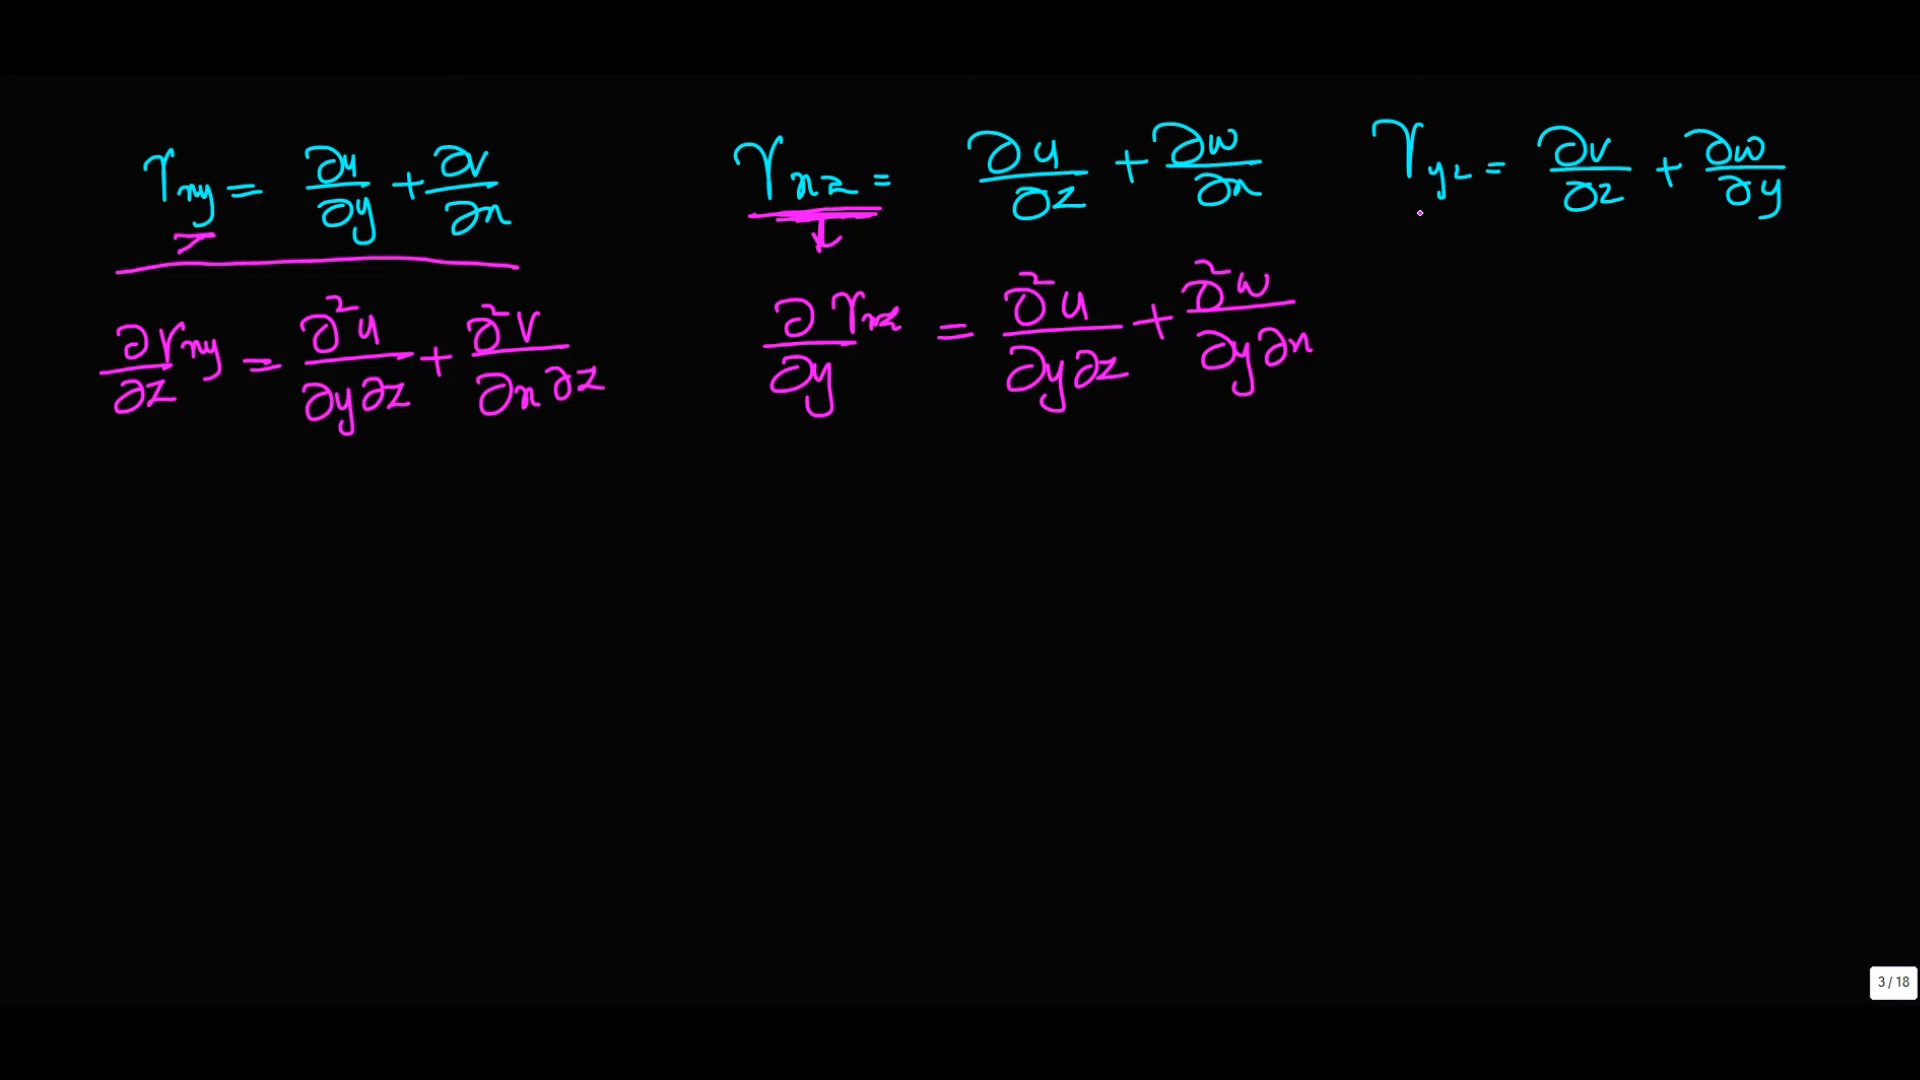 γxy = ∂u/∂y + ∂v/∂x γxz = ∂u/∂z + ∂w/∂x γyz = ∂v/∂z + ∂w/∂y
∂γxy/∂z = ∂²u/∂y∂z + ∂²v/∂x∂z ∂γxz/∂y = ∂²u/∂y∂z + ∂²w/∂y∂x
3 / 18